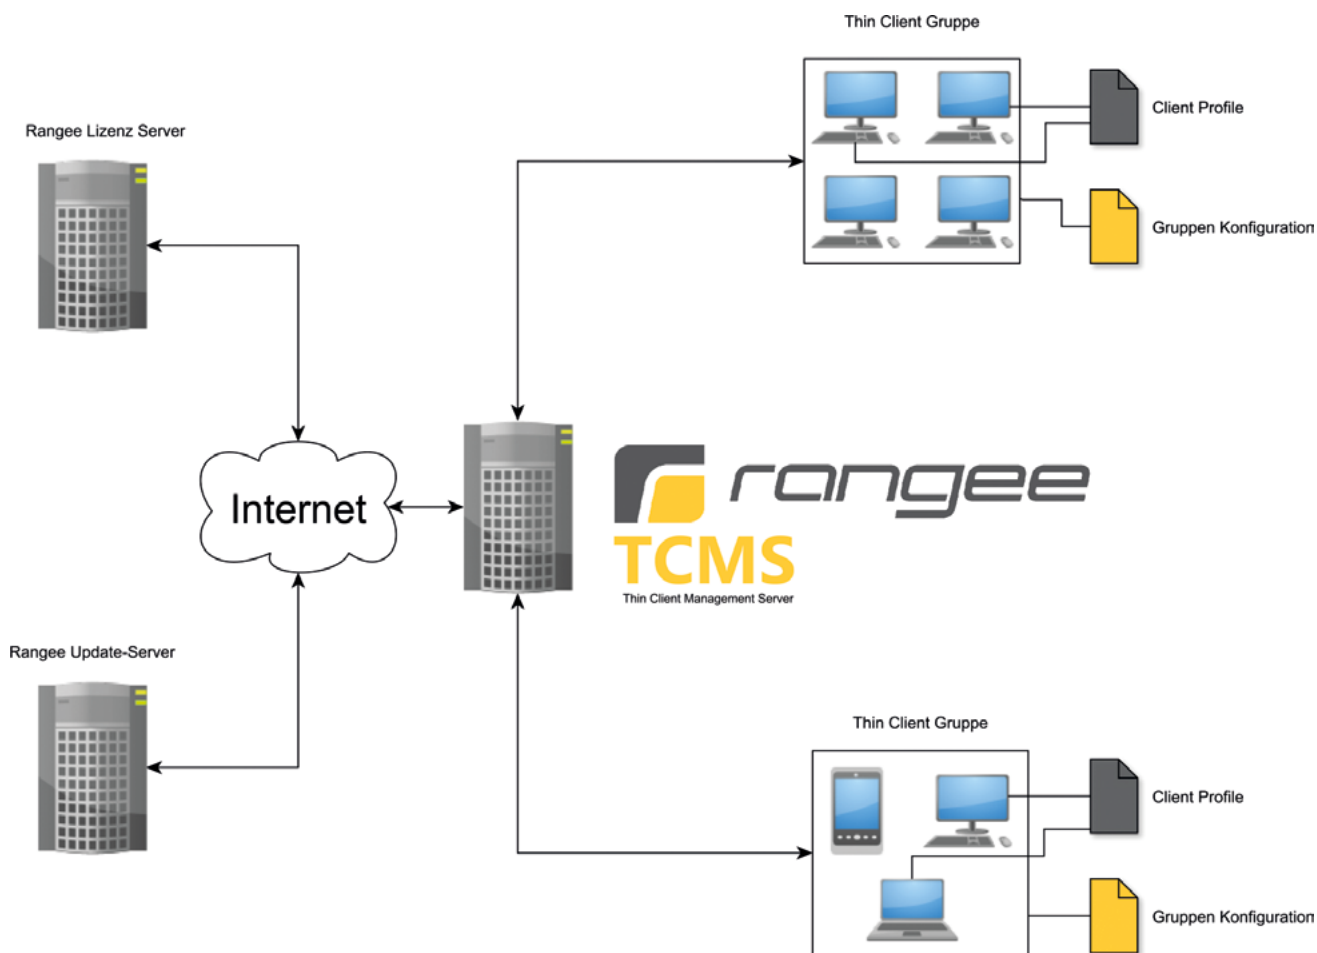 Thin Client Gruppe
Client Profile
Rangee Lizenz Server
Gruppen Konfiguration
Internet
rangee
TCMS
Thin Client Management Server
Rangee Update-Server
Thin Client Gruppe
Client Profile
Gruppen Konfiguration